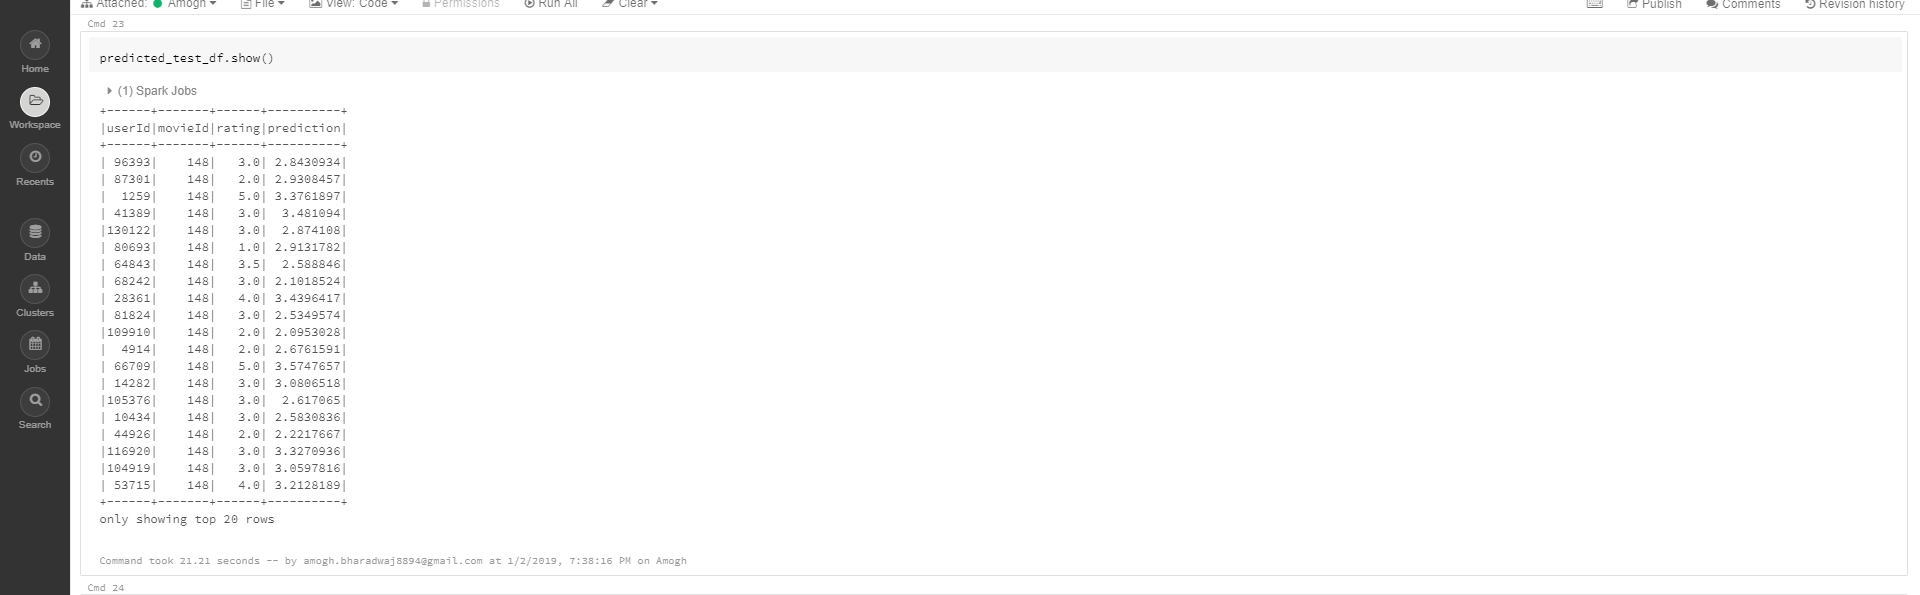 Attached: Amogh File View: Code Permissions Run All Clear Publish Comments Revision history
Cmd 23
Home
Workspace
Recents
Data
Clusters
Jobs
Search
predicted_test_df.show()
(1) Spark Jobs
+------+-------+------+----------+
|userId|movieId|rating|prediction|
+------+-------+------+----------+
| 96393|    148|   3.0| 2.8430934|
| 87301|    148|   2.0| 2.9308457|
|  1259|    148|   5.0| 3.3761897|
| 41389|    148|   3.0|  3.481094|
|130122|    148|   3.0|  2.874108|
| 80693|    148|   1.0| 2.9131782|
| 64843|    148|   3.5|  2.588846|
| 68242|    148|   3.0| 2.1018524|
| 28361|    148|   4.0| 3.4396417|
| 81824|    148|   3.0| 2.5349574|
|109910|    148|   2.0| 2.0953028|
|  4914|    148|   2.0| 2.6761591|
| 66709|    148|   5.0| 3.5747657|
| 14282|    148|   3.0| 3.0806518|
|105376|    148|   3.0|  2.617065|
| 10434|    148|   3.0| 2.5830836|
| 44926|    148|   2.0| 2.2217667|
|116920|    148|   3.0| 3.3270936|
|104919|    148|   3.0| 3.0597816|
| 53715|    148|   4.0| 3.2128189|
+------+-------+------+----------+
only showing top 20 rows
Command took 21.21 seconds -- by amogh.bharadwaj8894@gmail.com at 1/2/2019, 7:38:16 PM on Amogh
Cmd 24